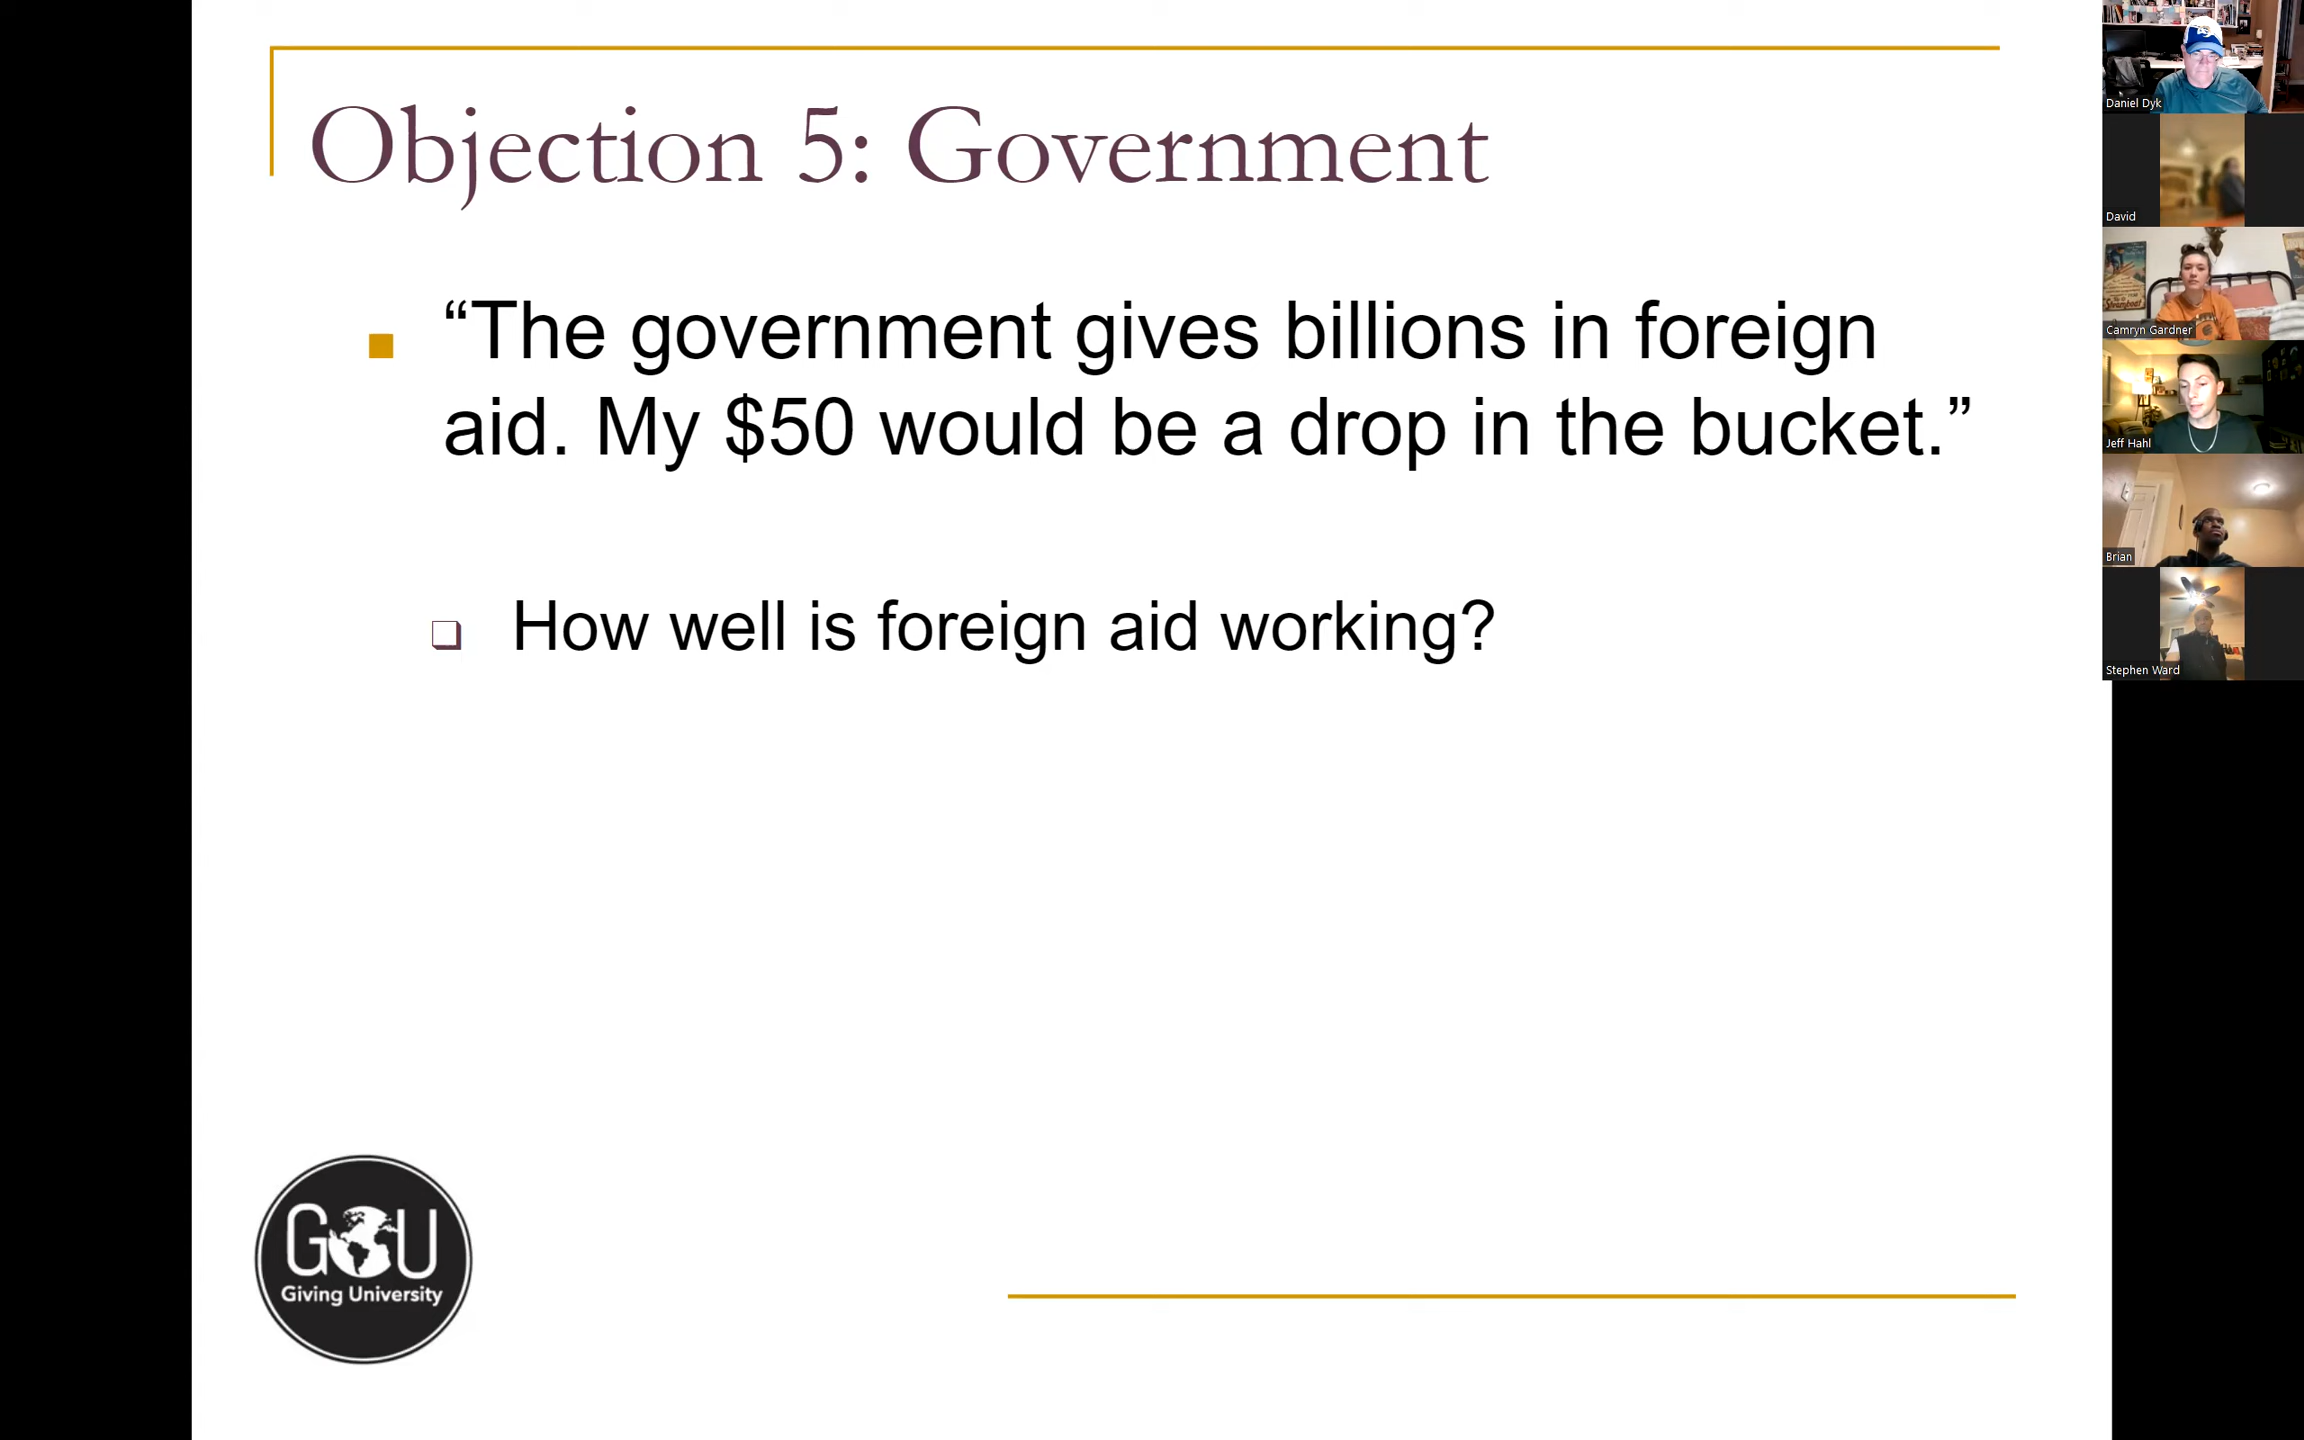 Objection 5: Government
“The government gives billions in foreign
aid. My $50 would be a drop in the bucket.”
How well is foreign aid working?
GU
Giving University
Daniel Dyk
David
Camryn Gardner
Jeff Hahl
Brian
Stephen Ward